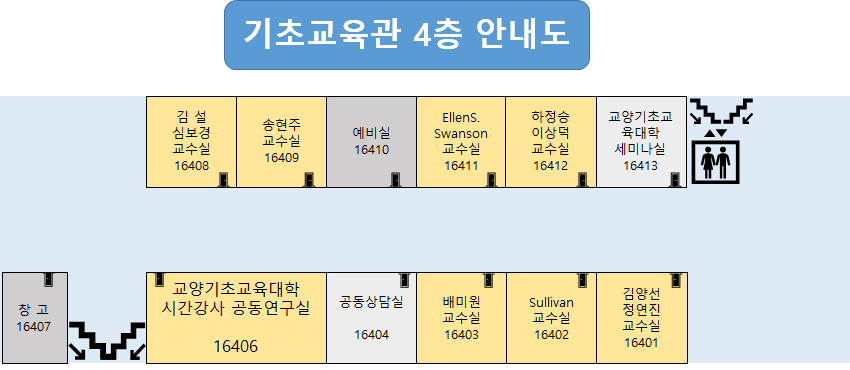 기초교육관 4층 안내도
김 설
심보경
교수실
16408
송현주
교수실
16409
예비실
16410
EllenS.
Swanson
교수실
16411
하정승
이상덕
교수실
16412
교양기초교
육대학
세미나실
16413
창 고
16407
교양기초교육대학
시간강사 공동연구실
16406
공동상담실
16404
배미원
교수실
16403
Sullivan
교수실
16402
김양선
정연진
교수실
16401